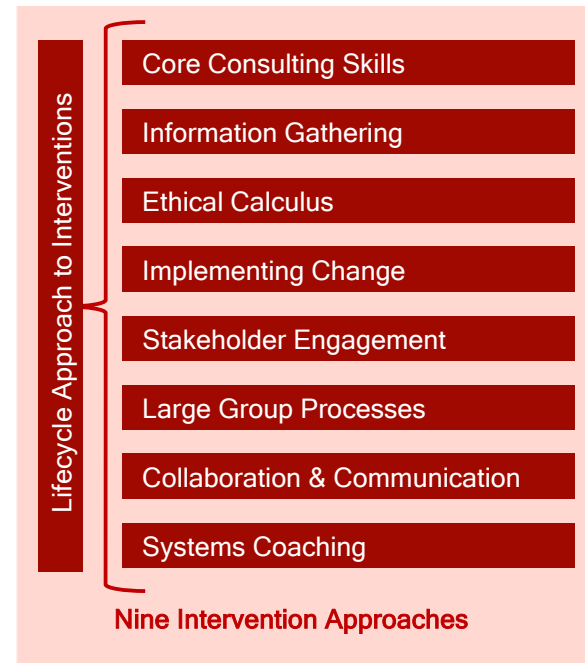 Lifecycle Approach to Interventions
Core Consulting Skills
Information Gathering
Ethical Calculus
Implementing Change
Stakeholder Engagement
Large Group Processes
Collaboration & Communication
Systems Coaching
Nine Intervention Approaches